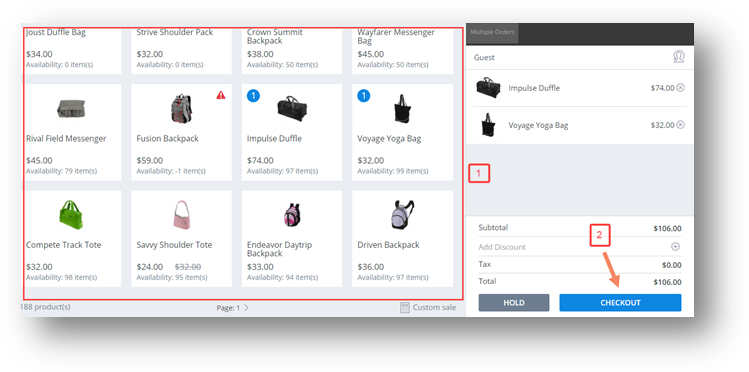 Joust Duffle Bag
$34.00
Availability: 0 item(s)
Strive Shoulder Pack
$32.00
Availability: 0 item(s)
Crown Summit
Backpack
$38.00
Availability: 50 item(s)
Wayfarer Messenger
Bag
$45.00
Availability: 50 item(s)
Rival Field Messenger
$45.00
Availability: 79 item(s)
Fusion Backpack
$59.00
Availability: -1 item(s)
1
Impulse Duffle
$74.00
Availability: 97 item(s)
1
Voyage Yoga Bag
$32.00
Availability: 99 item(s)
Compete Track Tote
$32.00
Availability: 98 item(s)
Savvy Shoulder Tote
$24.00 $32.00
Availability: 95 item(s)
Endeavor Daytrip
Backpack
$33.00
Availability: 94 item(s)
Driven Backpack
$36.00
Availability: 97 item(s)
188 product(s)
Page: 1
Custom sale
Multiple Orders
Guest
Impulse Duffle $74.00
Voyage Yoga Bag $32.00
1
Subtotal $106.00
2
Add Discount
Tax $0.00
Total $106.00
HOLD
CHECKOUT